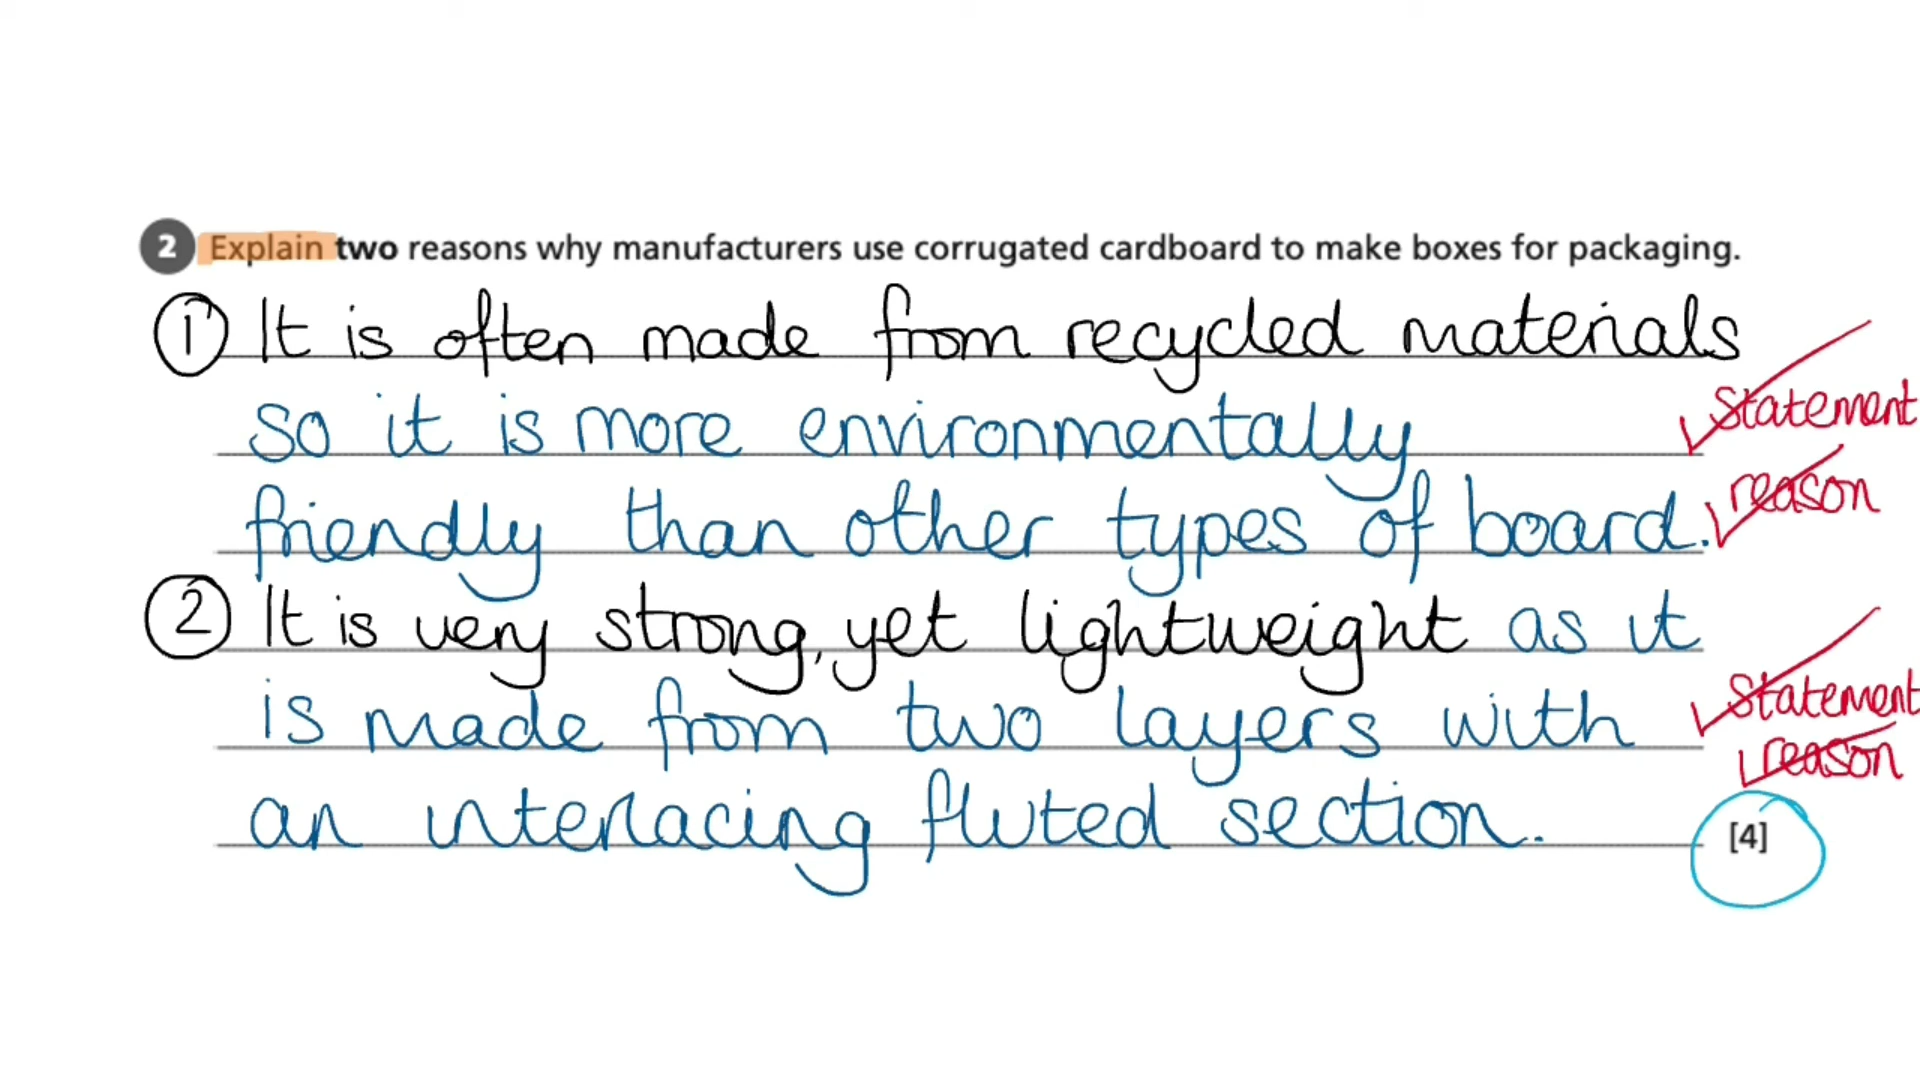 2 Explain two reasons why manufacturers use corrugated cardboard to make boxes for packaging.
1 It is often made from recycled materials
so it is more environmentally
Statement
friendly than other types of board.
reason
2 It is very strong, yet lightweight as it
is made from two layers with
Statement
reason
an interlacing fluted section.
[4]